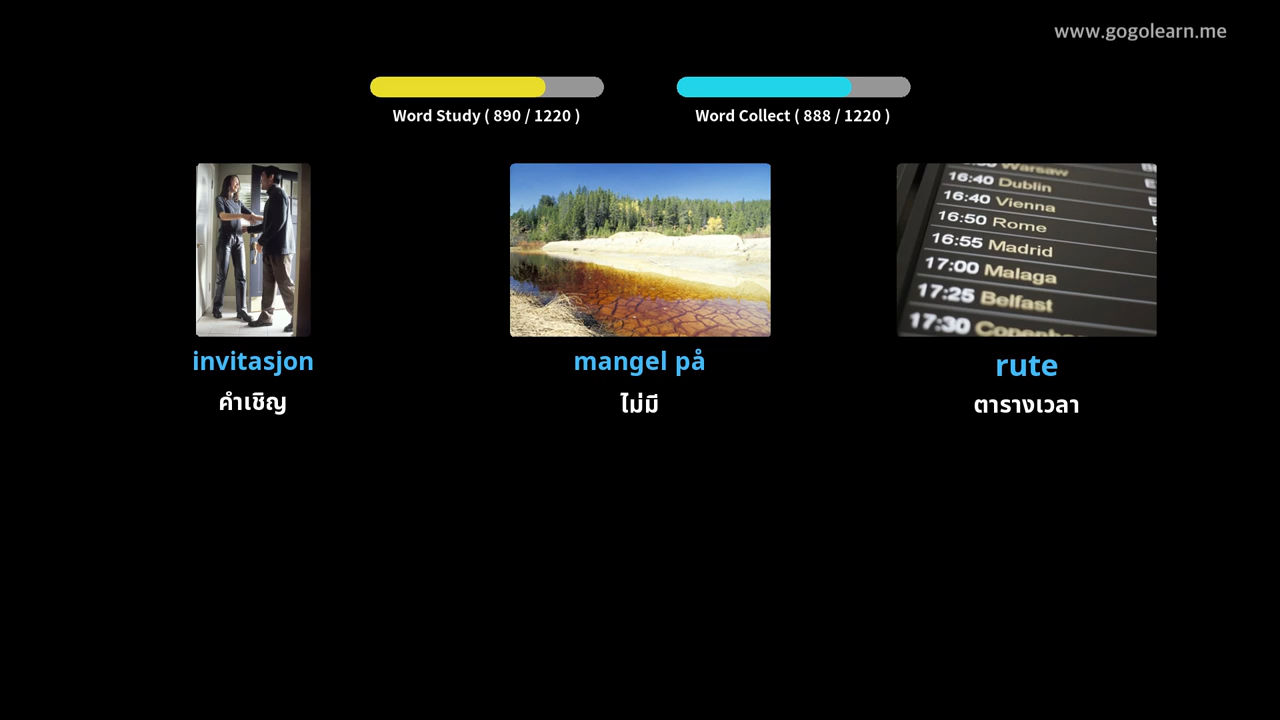 www.gogolearn.me
Word Study ( 890 / 1220 )
Word Collect ( 888 / 1220 )
Warsaw
16:40 Dublin
16:40 Vienna
16:50 Rome
16:55 Madrid
17:00 Malaga
17:25 Belfast
17:30
invitasjon
mangel på
rute
คำเชิญ
ไม่มี
ตารางเวลา